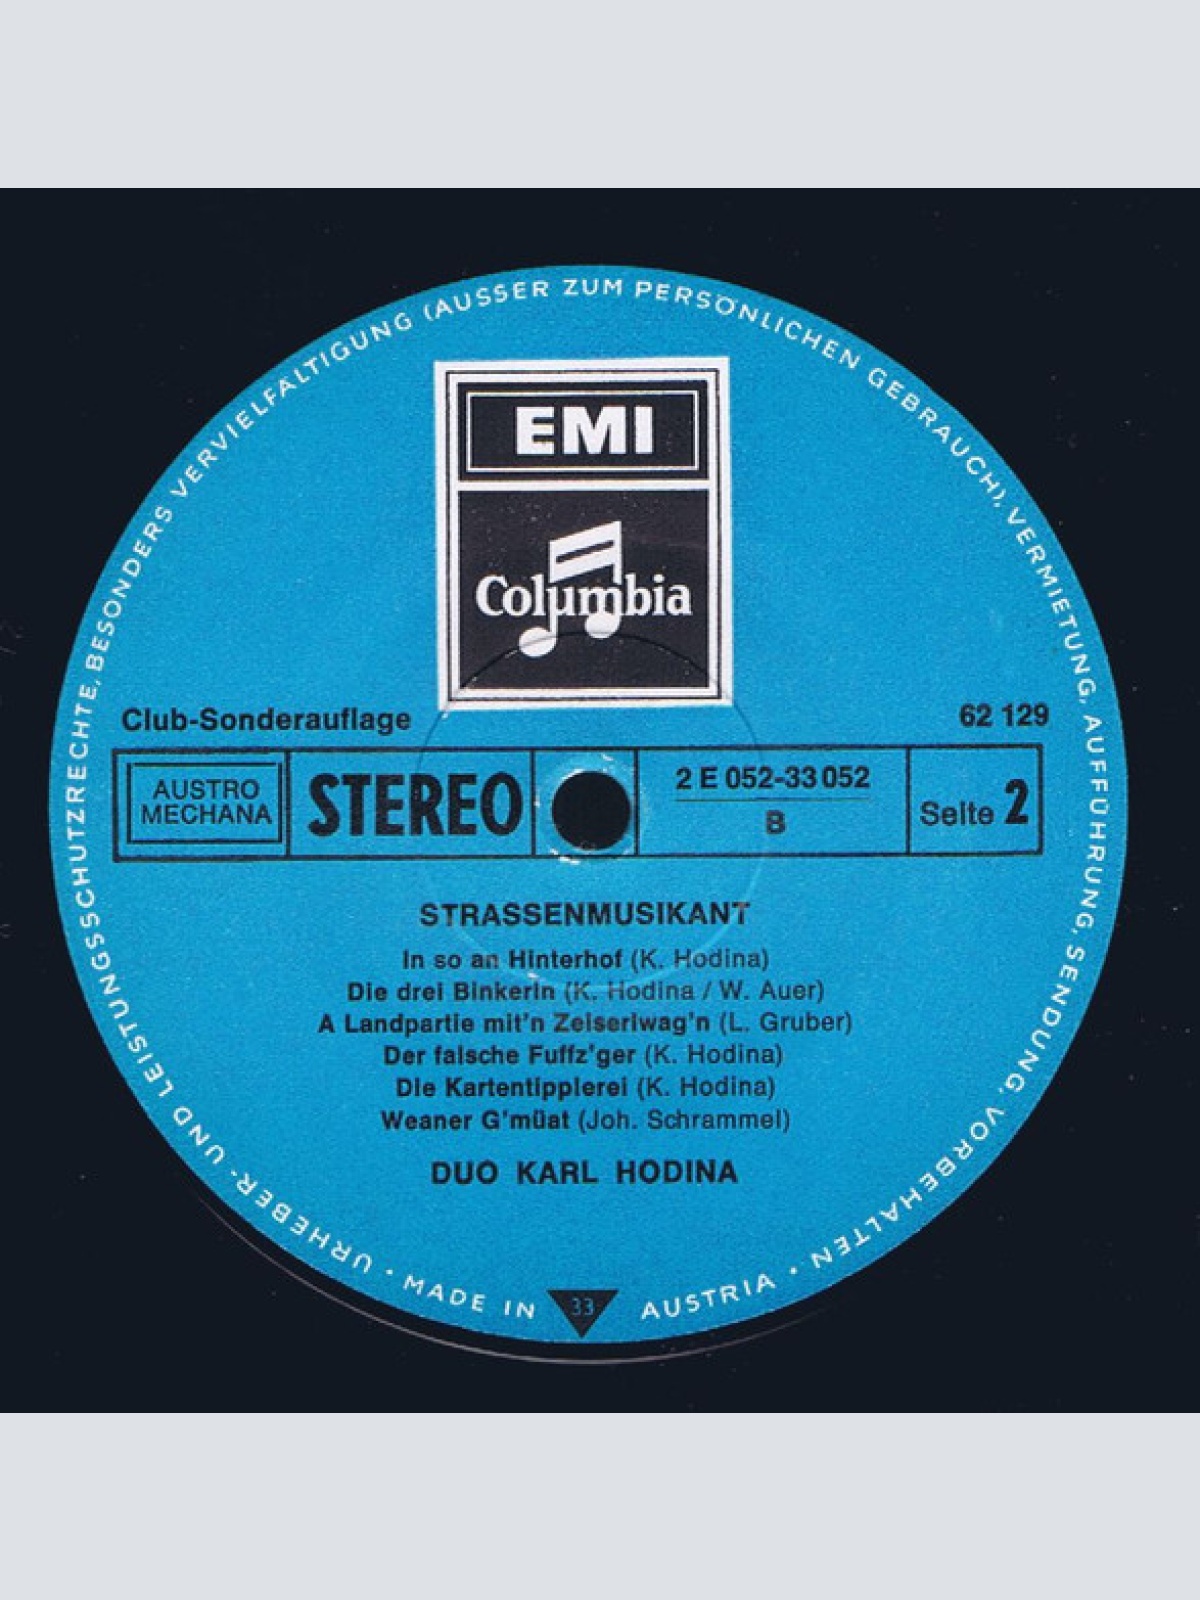 URHEBER- UND LEISTUNGSSCHUTZRECHTE, BESONDERS VERVIELFÄLTIGUNG (AUSSER ZUM PERSÖNLICHEN GEBRAUCH), VERMIETUNG, AUFFÜHRUNG, SENDUNG, VORBEHALTEN •
EMI
Columbia
Club-Sonderauflage
62 129
AUSTRO
MECHANA
STEREO
2 E 052-33 052
B
Seite 2
STRASSENMUSIKANT
In so an Hinterhof (K. Hodina)
Die drei Binkerln (K. Hodina / W. Auer)
A Landpartie mit'n Zeiserlwag'n (L. Gruber)
Der falsche Fuffz'ger (K. Hodina)
Die Kartentipplerei (K. Hodina)
Weaner G'müat (Joh. Schrammel)
DUO KARL HODINA
• MADE IN 33 AUSTRIA